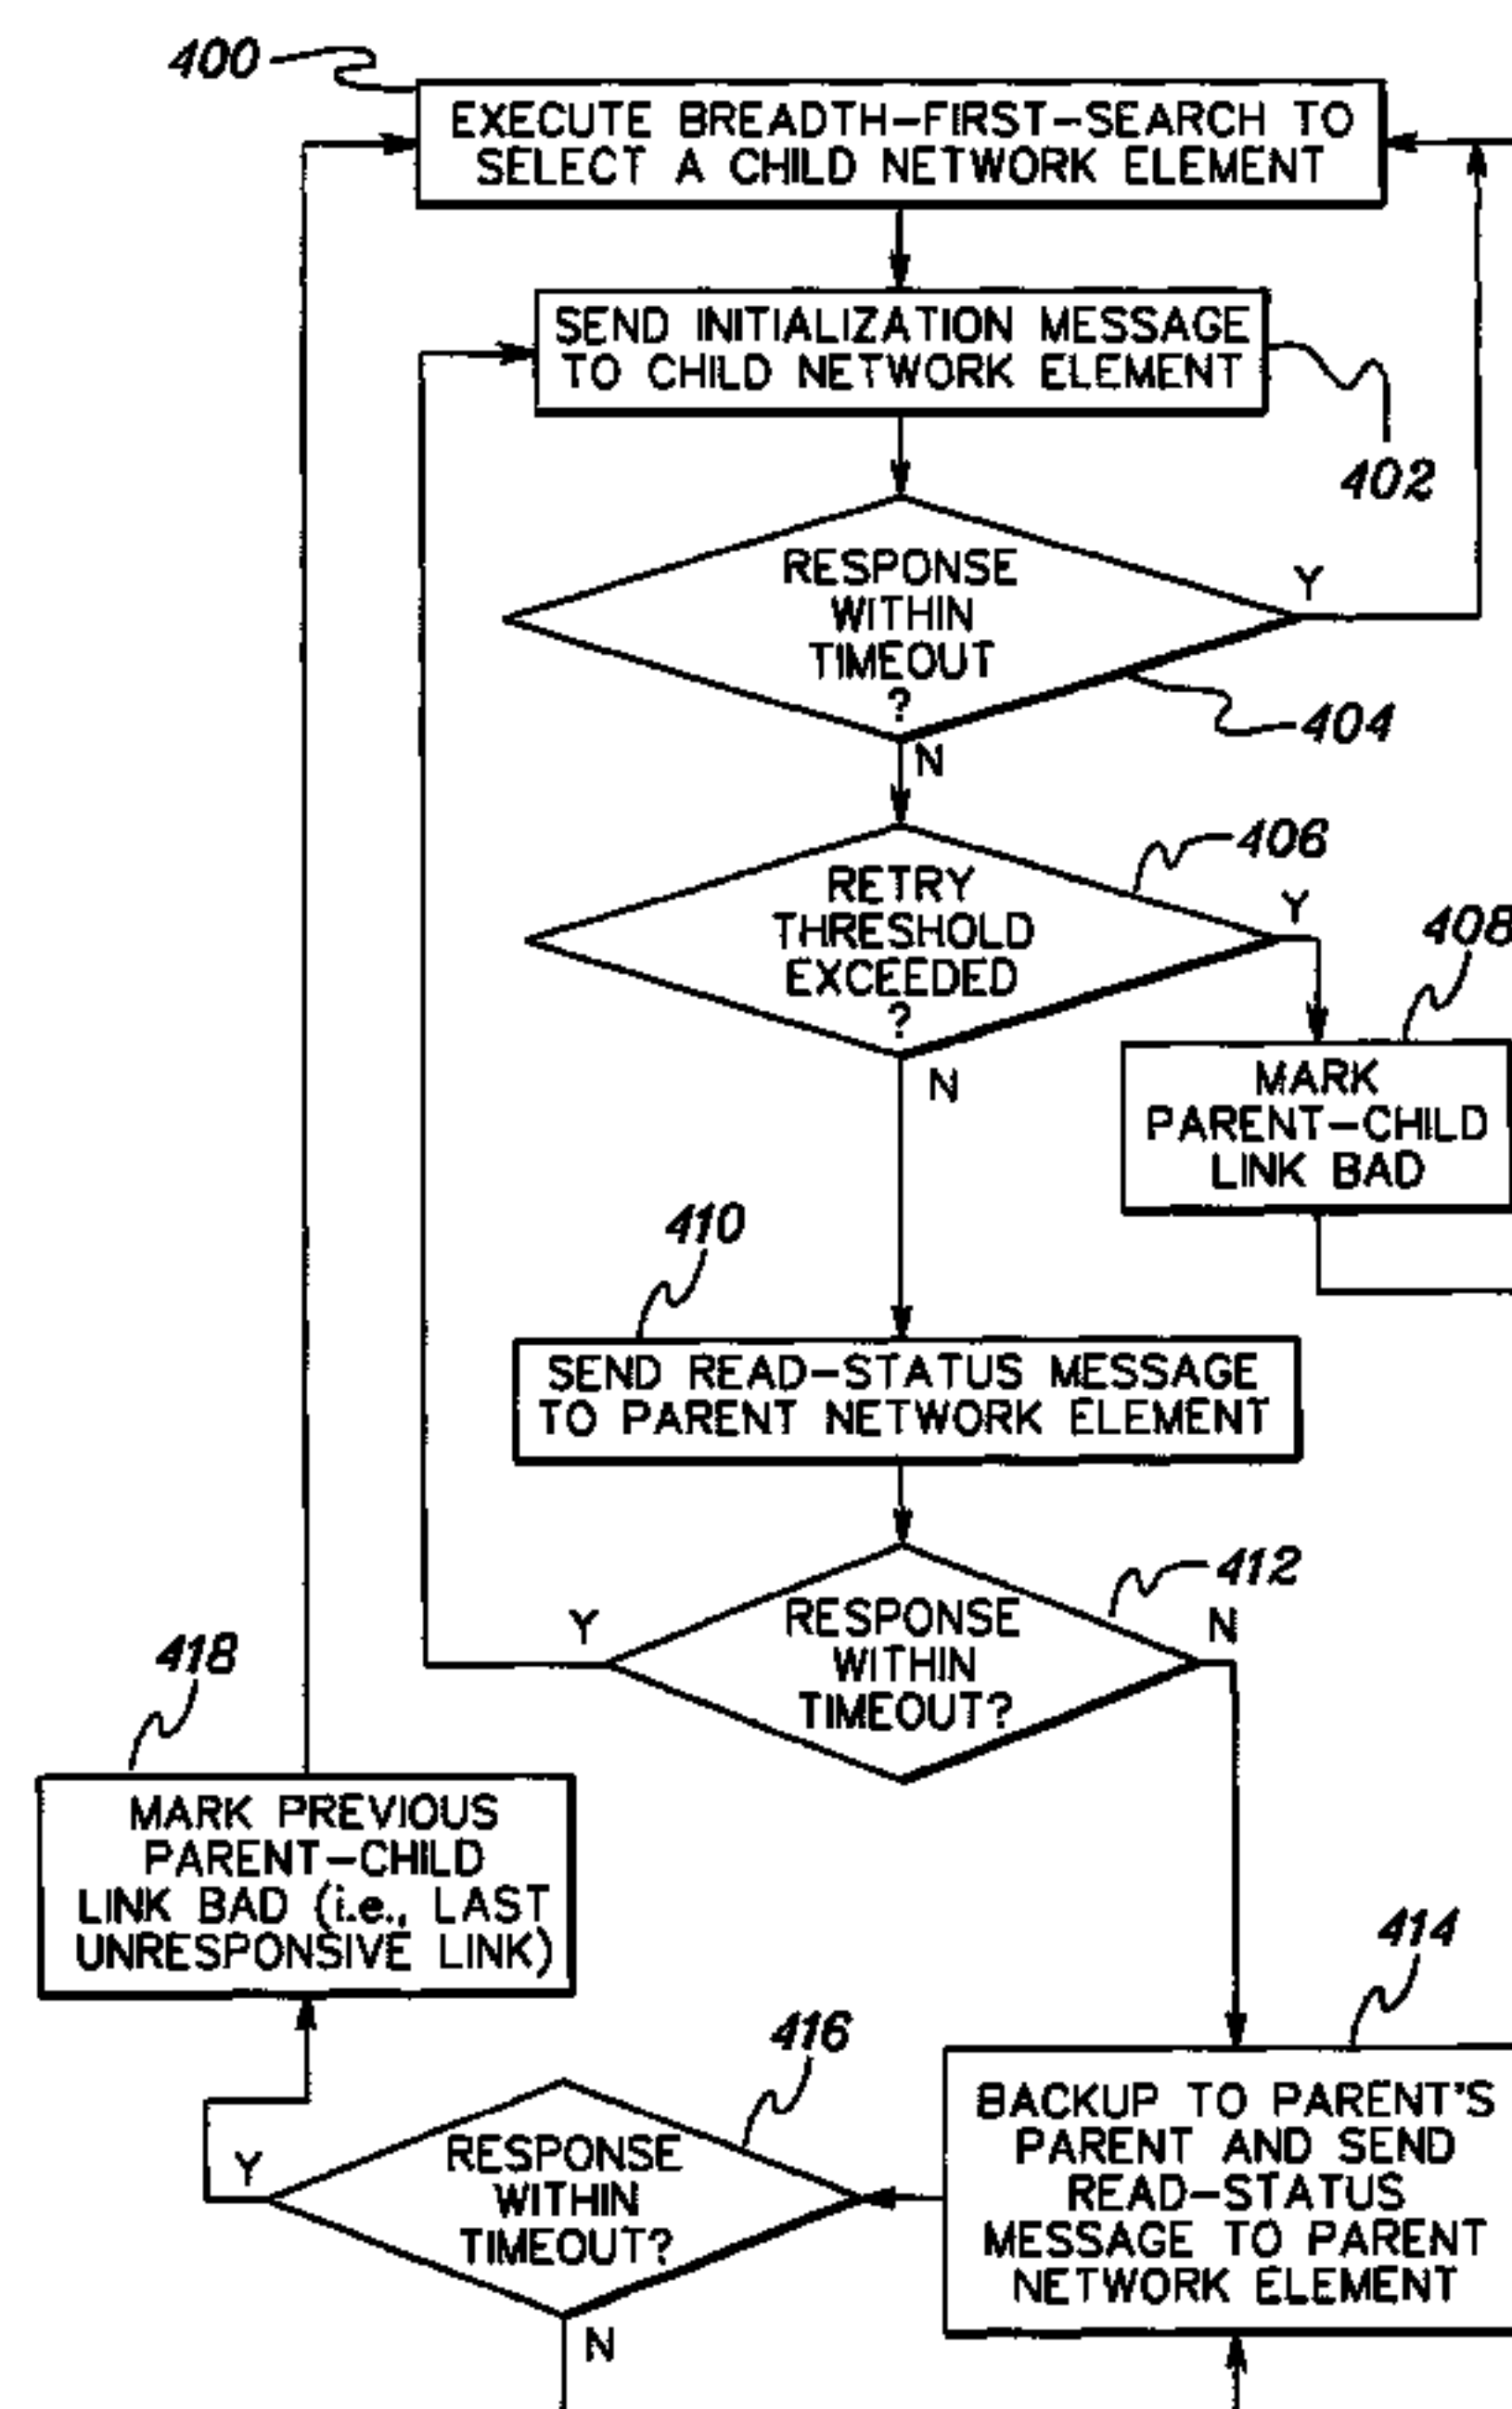 400
EXECUTE BREADTH-FIRST-SEARCH TO
SELECT A CHILD NETWORK ELEMENT
SEND INITIALIZATION MESSAGE
TO CHILD NETWORK ELEMENT
402
RESPONSE
WITHIN
TIMEOUT
?
Y
404
N
RETRY
THRESHOLD
EXCEEDED
?
406
Y
408
N
MARK
PARENT-CHILD
LINK BAD
410
SEND READ-STATUS MESSAGE
TO PARENT NETWORK ELEMENT
412
RESPONSE
WITHIN
TIMEOUT?
Y
N
418
MARK PREVIOUS
PARENT-CHILD
LINK BAD (i.e., LAST
UNRESPONSIVE LINK)
414
416
BACKUP TO PARENT'S
PARENT AND SEND
READ-STATUS
MESSAGE TO PARENT
NETWORK ELEMENT
RESPONSE
WITHIN
TIMEOUT?
Y
N